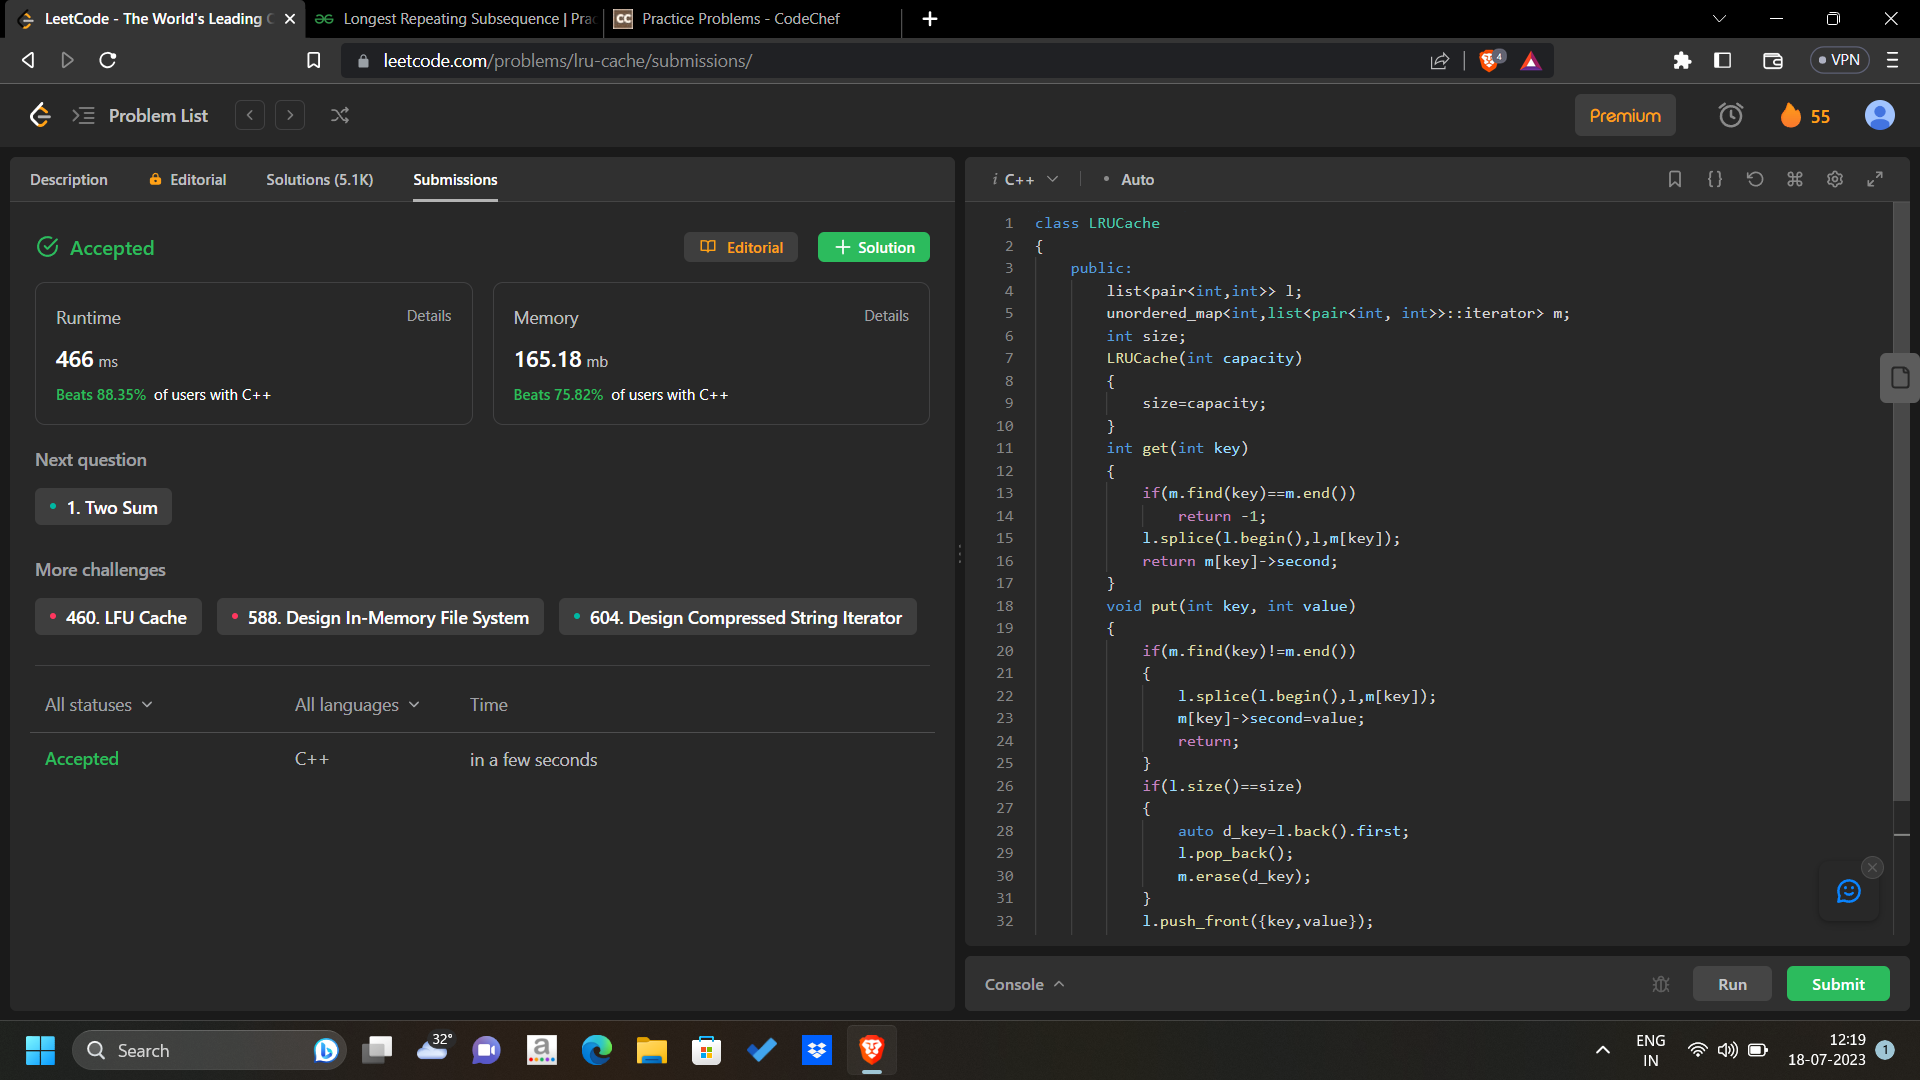 LeetCode - The World's Leading C
Longest Repeating Subsequence | Prac
CC Practice Problems - CodeChef
leetcode.com/problems/lru-cache/submissions/
4
VPN
Problem List
Premium
55
Description
Editorial
Solutions (5.1K)
Submissions
Accepted
Editorial
Solution
Runtime
Details
466 ms
Beats 88.35% of users with C++
Memory
Details
165.18 mb
Beats 75.82% of users with C++
Next question
1. Two Sum
More challenges
460. LFU Cache
588. Design In-Memory File System
604. Design Compressed String Iterator
All statuses
All languages
Time
Accepted
C++
in a few seconds
i C++
• Auto
{}
1 class LRUCache
2 {
3 public:
4 list<pair<int,int>> l;
5 unordered_map<int,list<pair<int, int>>::iterator> m;
6 int size;
7 LRUCache(int capacity)
8 {
9 size=capacity;
10 }
11 int get(int key)
12 {
13 if(m.find(key)==m.end())
14 return -1;
15 l.splice(l.begin(),l,m[key]);
16 return m[key]->second;
17 }
18 void put(int key, int value)
19 {
20 if(m.find(key)!=m.end())
21 {
22 l.splice(l.begin(),l,m[key]);
23 m[key]->second=value;
24 return;
25 }
26 if(l.size()==size)
27 {
28 auto d_key=l.back().first;
29 l.pop_back();
30 m.erase(d_key);
31 }
32 l.push_front({key,value});
Console
Run
Submit
Search
32°
a
ENG
IN
12:19
18-07-2023
1